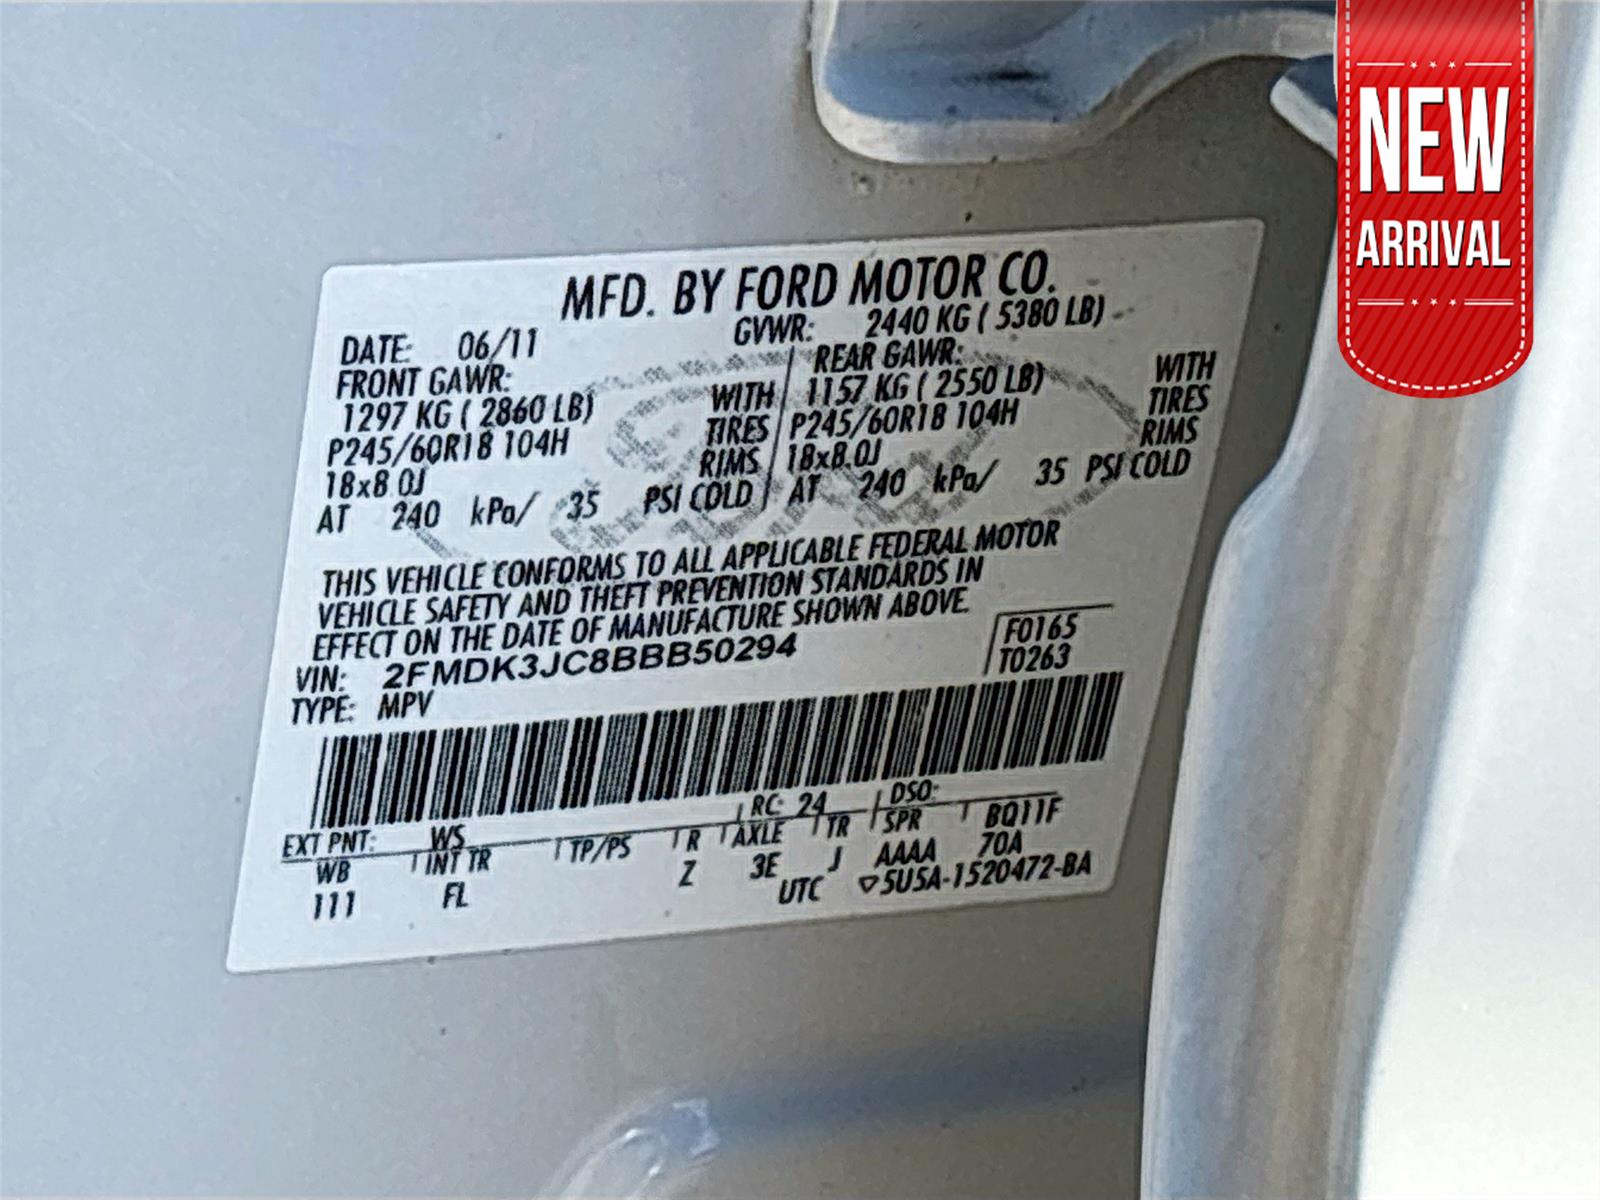 NEW
ARRIVAL
MFD. BY FORD MOTOR CO.
DATE: 06/11 GVWR: 2440 KG ( 5380 LB)
FRONT GAWR: REAR GAWR:
1297 KG ( 2860 LB) WITH 1157 KG ( 2550 LB) WITH
P245/60R18 104H TIRES P245/60R18 104H TIRES
18x8.0J RIMS 18x8.0J RIMS
AT 240 kPa/ 35 PSI COLD AT 240 kPa/ 35 PSI COLD
THIS VEHICLE CONFORMS TO ALL APPLICABLE FEDERAL MOTOR
VEHICLE SAFETY AND THEFT PREVENTION STANDARDS IN
EFFECT ON THE DATE OF MANUFACTURE SHOWN ABOVE.
VIN: 2FMDK3JC8BBB50294 F0165
TYPE: MPV T0263
EXT PNT: WS RC: 24 DSO:
WB INT TR TP/PS R AXLE TR SPR BQ11F
111 FL Z 3E J AAAA 70A
UTC ▽5U5A-1520472-BA